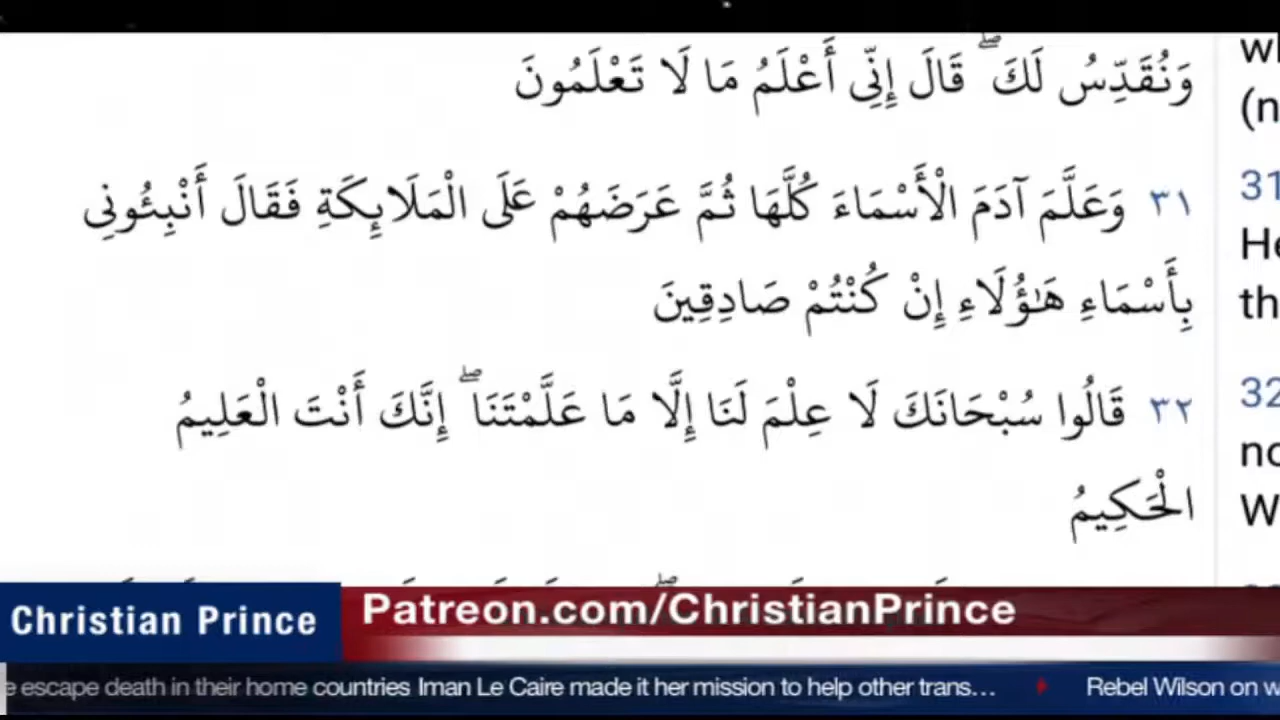 وَنُقَدِّسُ لَكَ ۖ قَالَ إِنِّي أَعْلَمُ مَا لَا تَعْلَمُونَ
٣١ وَعَلَّمَ آدَمَ الْأَسْمَاءَ كُلَّهَا ثُمَّ عَرَضَهُمْ عَلَى الْمَلَائِكَةِ فَقَالَ أَنْبِئُونِي
بِأَسْمَاءِ هَٰؤُلَاءِ إِنْ كُنْتُمْ صَادِقِينَ
٣٢ قَالُوا سُبْحَانَكَ لَا عِلْمَ لَنَا إِلَّا مَا عَلَّمْتَنَا ۖ إِنَّكَ أَنْتَ الْعَلِيمُ
الْحَكِيمُ
(n
31
He
th
32
no
W
Christian Prince
Patreon.com/ChristianPrince
e escape death in their home countries Iman Le Caire made it her mission to help other trans... Rebel Wilson on w